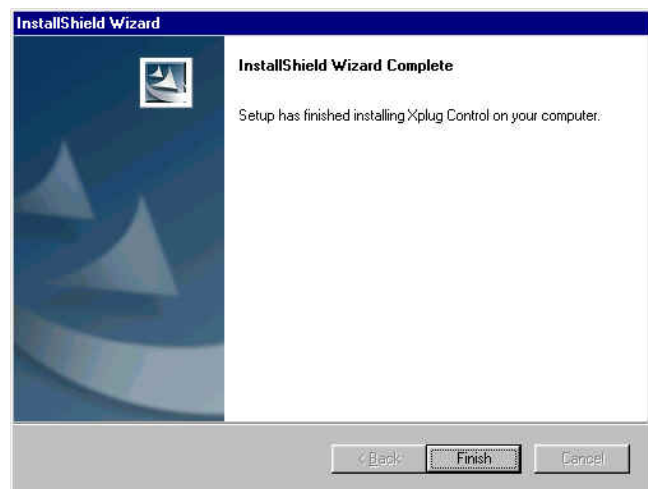 InstallShield Wizard
InstallShield Wizard Complete
Setup has finished installing Xplug Control on your computer.
< Back
Finish
Cancel